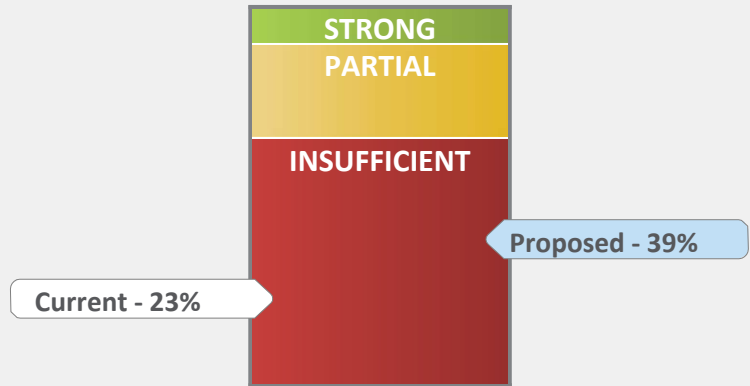 STRONG
PARTIAL
INSUFFICIENT
Proposed - 39%
Current - 23%